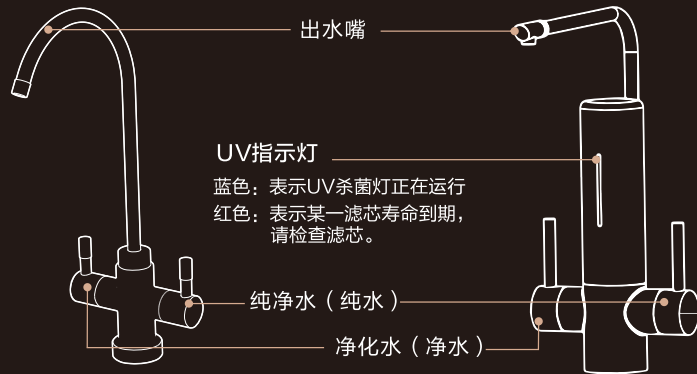 出水嘴
UV指示灯
蓝色：表示UV杀菌灯正在运行
红色：表示某一滤芯寿命到期，
请检查滤芯。
纯净水（纯水）
净化水（净水）